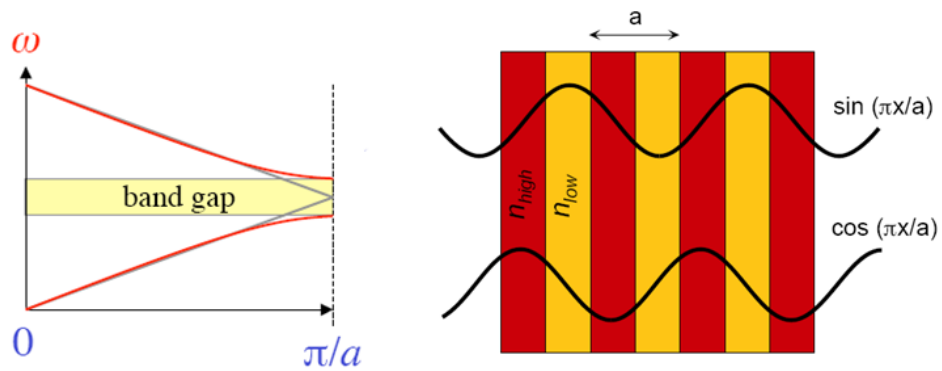 ω
band gap
0
π/a
a
sin (πx/a)
n_high
n_low
cos (πx/a)